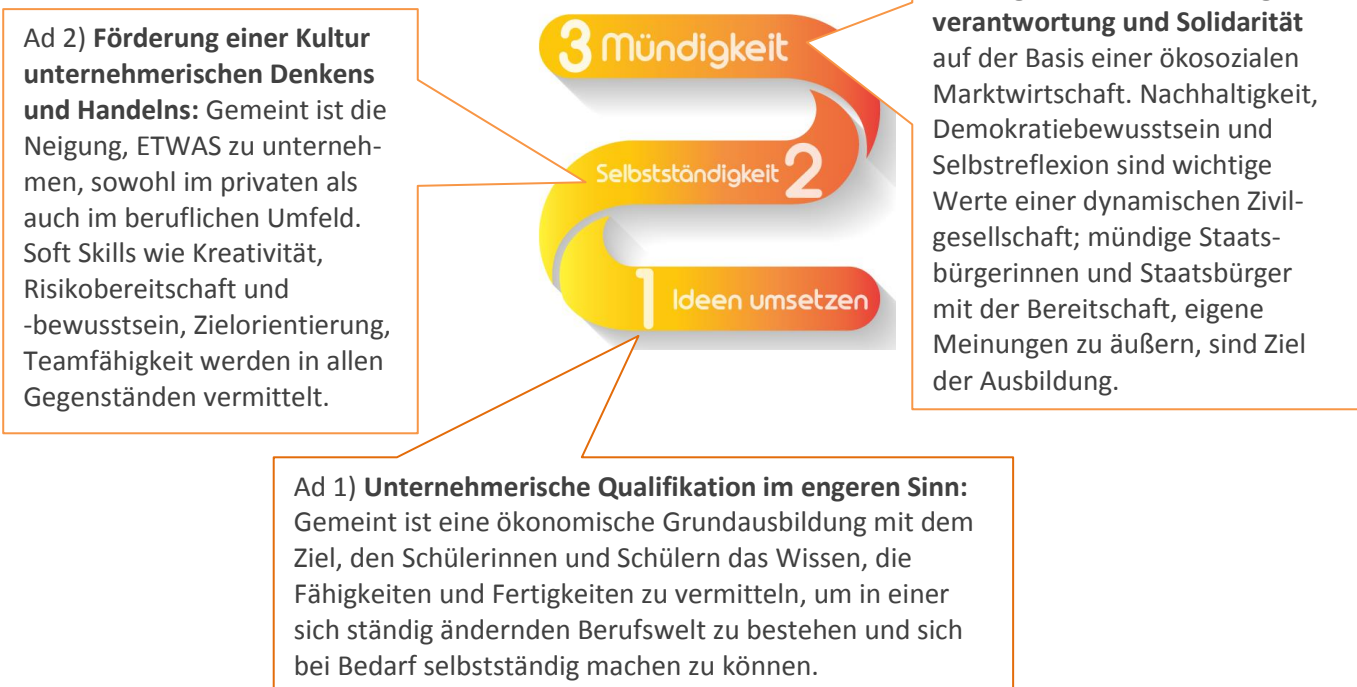 Ad 2) Förderung einer Kultur
unternehmerischen Denkens
und Handelns: Gemeint ist die
Neigung, ETWAS zu unterneh-
men, sowohl im privaten als
auch im beruflichen Umfeld.
Soft Skills wie Kreativität,
Risikobereitschaft und
-bewusstsein, Zielorientierung,
Teamfähigkeit werden in allen
Gegenständen vermittelt.
3 Mündigkeit
Selbstständigkeit 2
1 Ideen umsetzen
verantwortung und Solidarität
auf der Basis einer ökosozialen
Marktwirtschaft. Nachhaltigkeit,
Demokratiebewusstsein und
Selbstreflexion sind wichtige
Werte einer dynamischen Zivil-
gesellschaft; mündige Staats-
bürgerinnen und Staatsbürger
mit der Bereitschaft, eigene
Meinungen zu äußern, sind Ziel
der Ausbildung.
Ad 1) Unternehmerische Qualifikation im engeren Sinn:
Gemeint ist eine ökonomische Grundausbildung mit dem
Ziel, den Schülerinnen und Schülern das Wissen, die
Fähigkeiten und Fertigkeiten zu vermitteln, um in einer
sich ständig ändernden Berufswelt zu bestehen und sich
bei Bedarf selbstständig machen zu können.